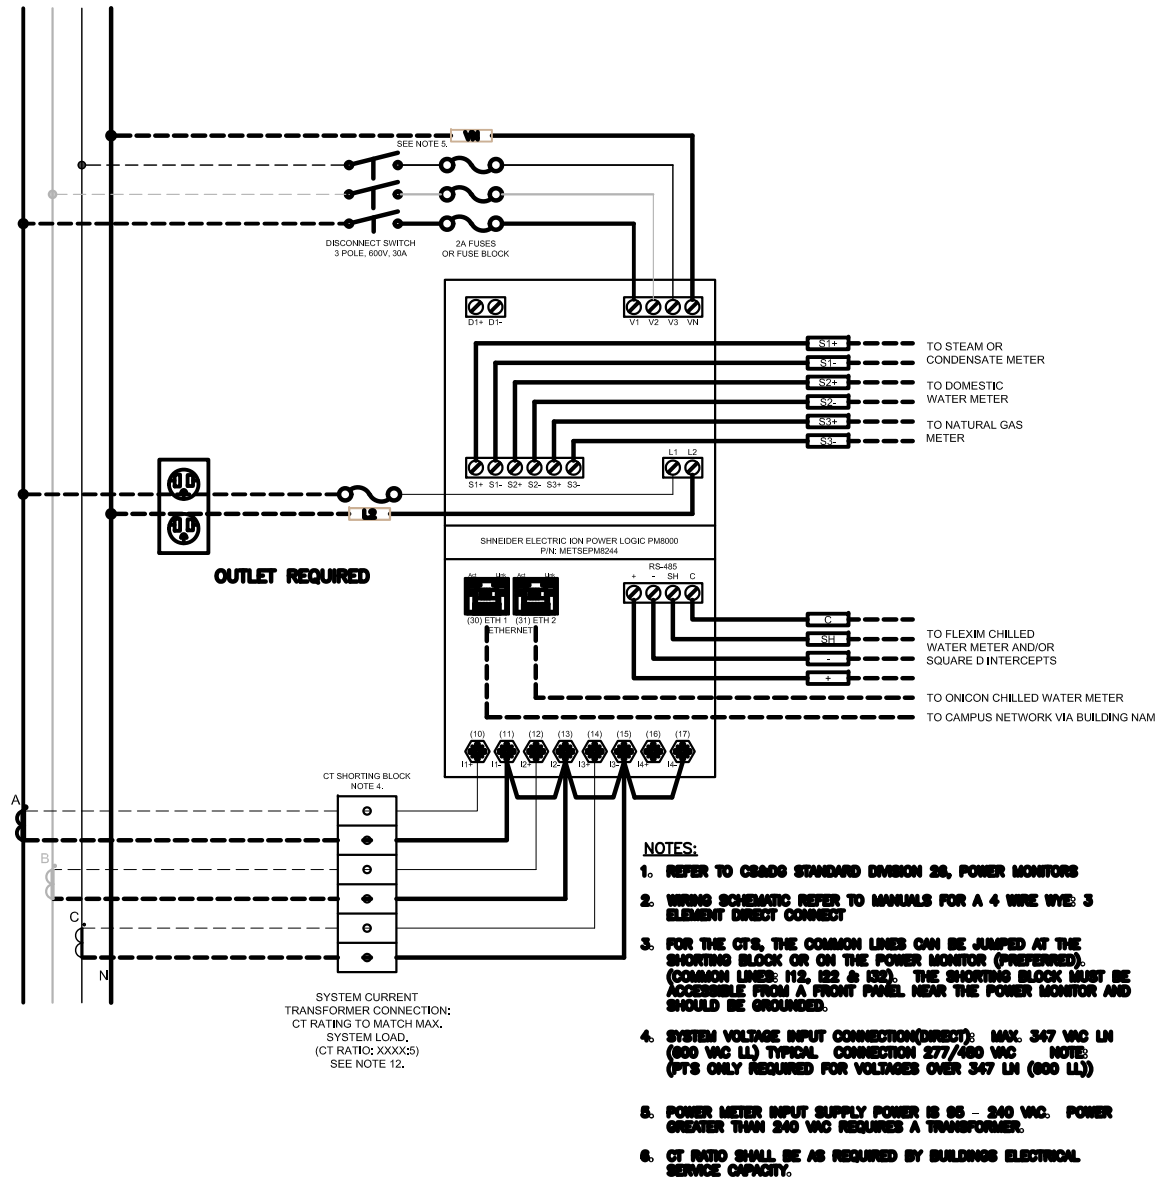 VN
SEE NOTE 5.
DISCONNECT SWITCH
3 POLE, 600V, 30A
2A FUSES
OR FUSE BLOCK
D1+ D1-
V1 V2 V3 VN
S1+
S1-
S2+
S2-
S3+
S3-
TO STEAM OR
CONDENSATE METER
TO DOMESTIC
WATER METER
TO NATURAL GAS
METER
L1 L2
S1+ S1- S2+ S2- S3+ S3-
L2
OUTLET REQUIRED
SHNEIDER ELECTRIC ION POWER LOGIC PM8000
P/N: METSEPM8244
RS-485
+ - SH C
Act Link Act Link
(30) ETH 1 (31) ETH 2
ETHERNET
C
SH
-
+
TO FLEXIM CHILLED
WATER METER AND/OR
SQUARE D INTERCEPTS
TO ONICON CHILLED WATER METER
TO CAMPUS NETWORK VIA BUILDING NAM
(10) (11) (12) (13) (14) (15) (16) (17)
I1+ I1- I2+ I2- I3+ I3- I4+ I4-
CT SHORTING BLOCK
NOTE 4.
A
B
C
N
SYSTEM CURRENT
TRANSFORMER CONNECTION:
CT RATING TO MATCH MAX.
SYSTEM LOAD.
(CT RATIO: XXXX:5)
SEE NOTE 12.
NOTES:
1. REFER TO CS&DG STANDARD DIVISION 26, POWER MONITORS
2. WIRING SCHEMATIC REFER TO MANUALS FOR A 4 WIRE WYE: 3
ELEMENT DIRECT CONNECT
3. FOR THE CT'S, THE COMMON LINES CAN BE JUMPED AT THE
SHORTING BLOCK OR ON THE POWER MONITOR (PREFERRED).
(COMMON LINES: I12, I22 & I32). THE SHORTING BLOCK MUST BE
ACCESSIBLE FROM A FRONT PANEL NEAR THE POWER MONITOR AND
SHOULD BE GROUNDED.
4. SYSTEM VOLTAGE INPUT CONNECTION(DIRECT): MAX. 347 VAC LN
(600 VAC LL) TYPICAL CONNECTION 277/480 VAC NOTE:
(PT'S ONLY REQUIRED FOR VOLTAGES OVER 347 LN (600 LL))
5. POWER METER INPUT SUPPLY POWER IS 95 - 240 VAC. POWER
GREATER THAN 240 VAC REQUIRES A TRANSFORMER.
6. CT RATIO SHALL BE AS REQUIRED BY BUILDINGS ELECTRICAL
SERVICE CAPACITY.